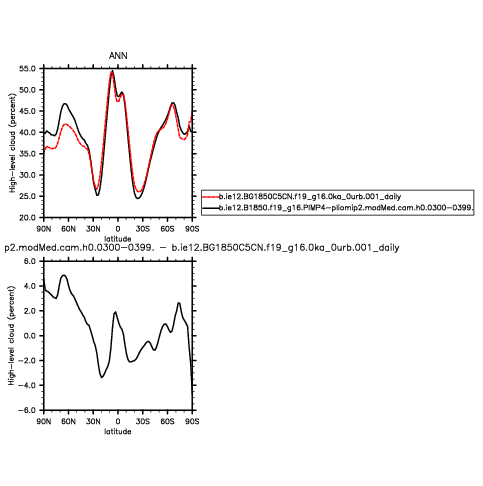 ANN
55.0
50.0
45.0
40.0
35.0
30.0
25.0
20.0
High-level cloud (percent)
90N 60N 30N 0 30S 60S 90S
latitude
b.ie12.BG1850C5CN.f19_g16.0ka_0urb.001_daily
b.ie12.B1850.f19_g16.PIMP4-pliomip2.modMed.cam.h0.0300-0399.
p2.modMed.cam.h0.0300-0399. - b.ie12.BG1850C5CN.f19_g16.0ka_0urb.001_daily
6.0
4.0
2.0
0.0
-2.0
-4.0
-6.0
High-level cloud (percent)
90N 60N 30N 0 30S 60S 90S
latitude